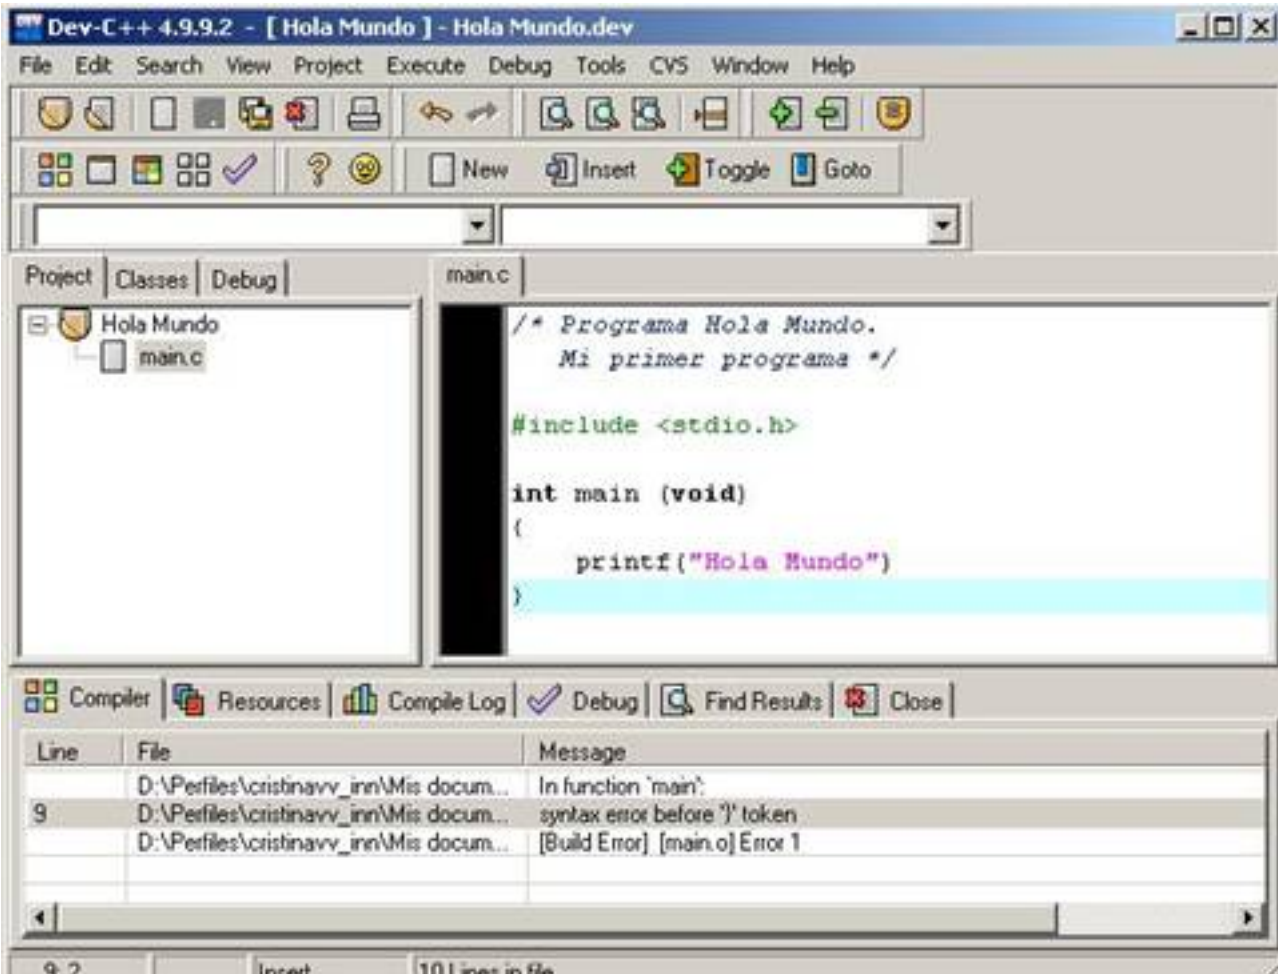 Dev-C++ 4.9.9.2 - [ Hola Mundo ] - Hola Mundo.dev
File Edit Search View Project Execute Debug Tools CVS Window Help
New Insert Toggle Goto
Project Classes Debug
main.c
Hola Mundo
main.c
/* Programa Hola Mundo.
Mi primer programa */
#include <stdio.h>
int main (void)
{
printf("Hola Mundo")
}
Compiler Resources Compile Log Debug Find Results Close
Line File Message
D:\Perfiles\cristinavv_inn\Mis docum... In function `main':
9 D:\Perfiles\cristinavv_inn\Mis docum... syntax error before '}' token
D:\Perfiles\cristinavv_inn\Mis docum... [Build Error] [main.o] Error 1
9: 2 Insert 10 Lines in file